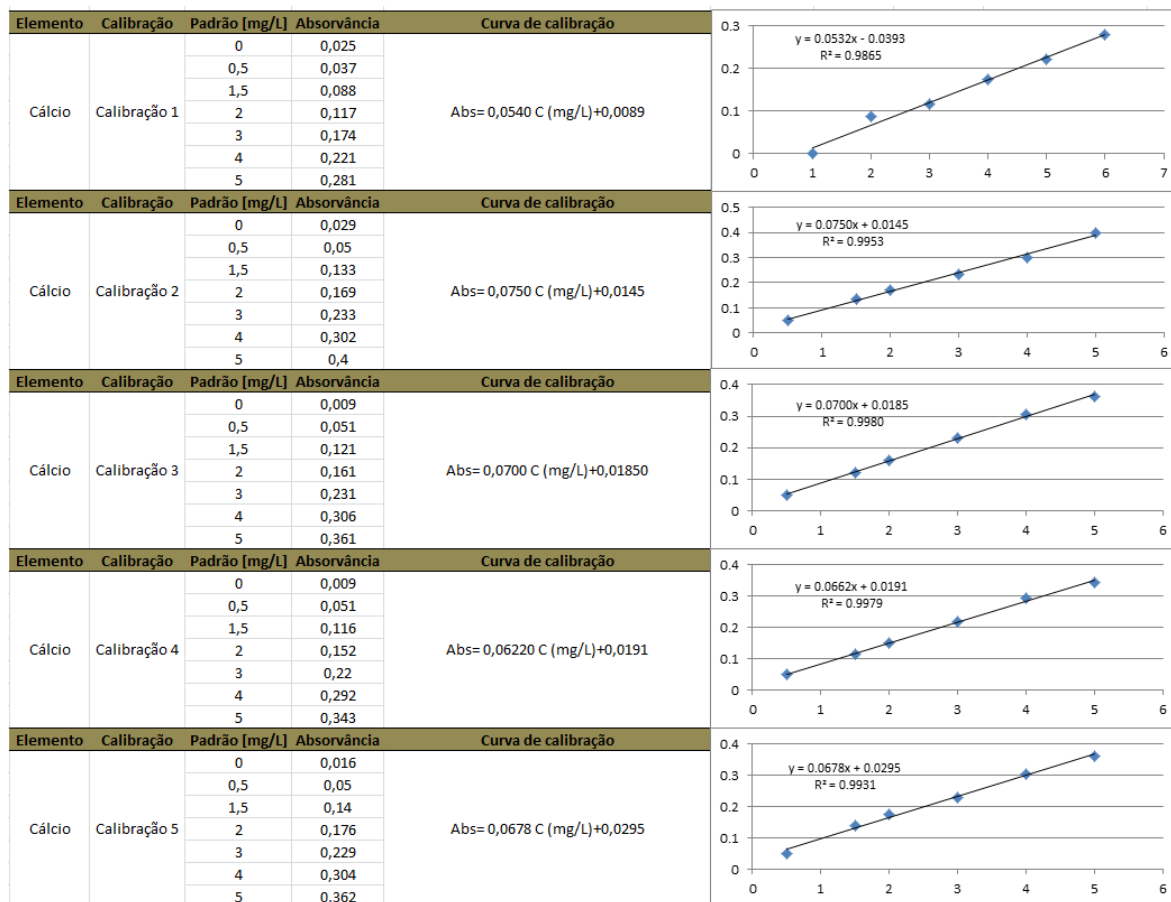 Elemento Calibração Padrão [mg/L] Absorvância Curva de calibração
0 0,025
0,5 0,037
1,5 0,088
Cálcio Calibração 1 2 0,117 Abs= 0,0540 C (mg/L)+0,0089
3 0,174
4 0,221
5 0,281
0.3
y = 0.0532x - 0.0393
R² = 0.9865
0.2
0.1
0
0 1 2 3 4 5 6 7
Elemento Calibração Padrão [mg/L] Absorvância Curva de calibração
0 0,029
0,5 0,05
1,5 0,133
Cálcio Calibração 2 2 0,169 Abs= 0,0750 C (mg/L)+0,0145
3 0,233
4 0,302
5 0,4
0.5
y = 0.0750x + 0.0145
0.4
R² = 0.9953
0.3
0.2
0.1
0
0 1 2 3 4 5 6
Elemento Calibração Padrão [mg/L] Absorvância Curva de calibração
0 0,009
0,5 0,051
1,5 0,121
Cálcio Calibração 3 2 0,161 Abs= 0,0700 C (mg/L)+0,01850
3 0,231
4 0,306
5 0,361
0.4
y = 0.0700x + 0.0185
0.3
R² = 0.9980
0.2
0.1
0
0 1 2 3 4 5 6
Elemento Calibração Padrão [mg/L] Absorvância Curva de calibração
0 0,009
0,5 0,051
1,5 0,116
Cálcio Calibração 4 2 0,152 Abs= 0,06220 C (mg/L)+0,0191
3 0,22
4 0,292
5 0,343
0.4
y = 0.0662x + 0.0191
0.3
R² = 0.9979
0.2
0.1
0
0 1 2 3 4 5 6
Elemento Calibração Padrão [mg/L] Absorvância Curva de calibração
0 0,016
0,5 0,05
1,5 0,14
Cálcio Calibração 5 2 0,176 Abs= 0,0678 C (mg/L)+0,0295
3 0,229
4 0,304
5 0,362
0.4
y = 0.0678x + 0.0295
0.3
R² = 0.9931
0.2
0.1
0
0 1 2 3 4 5 6